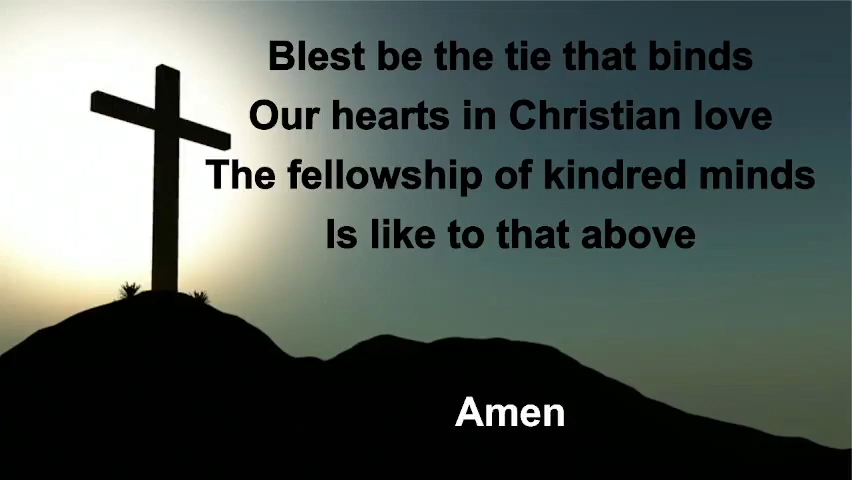 Blest be the tie that binds
Our hearts in Christian love
The fellowship of kindred minds
Is like to that above
Amen